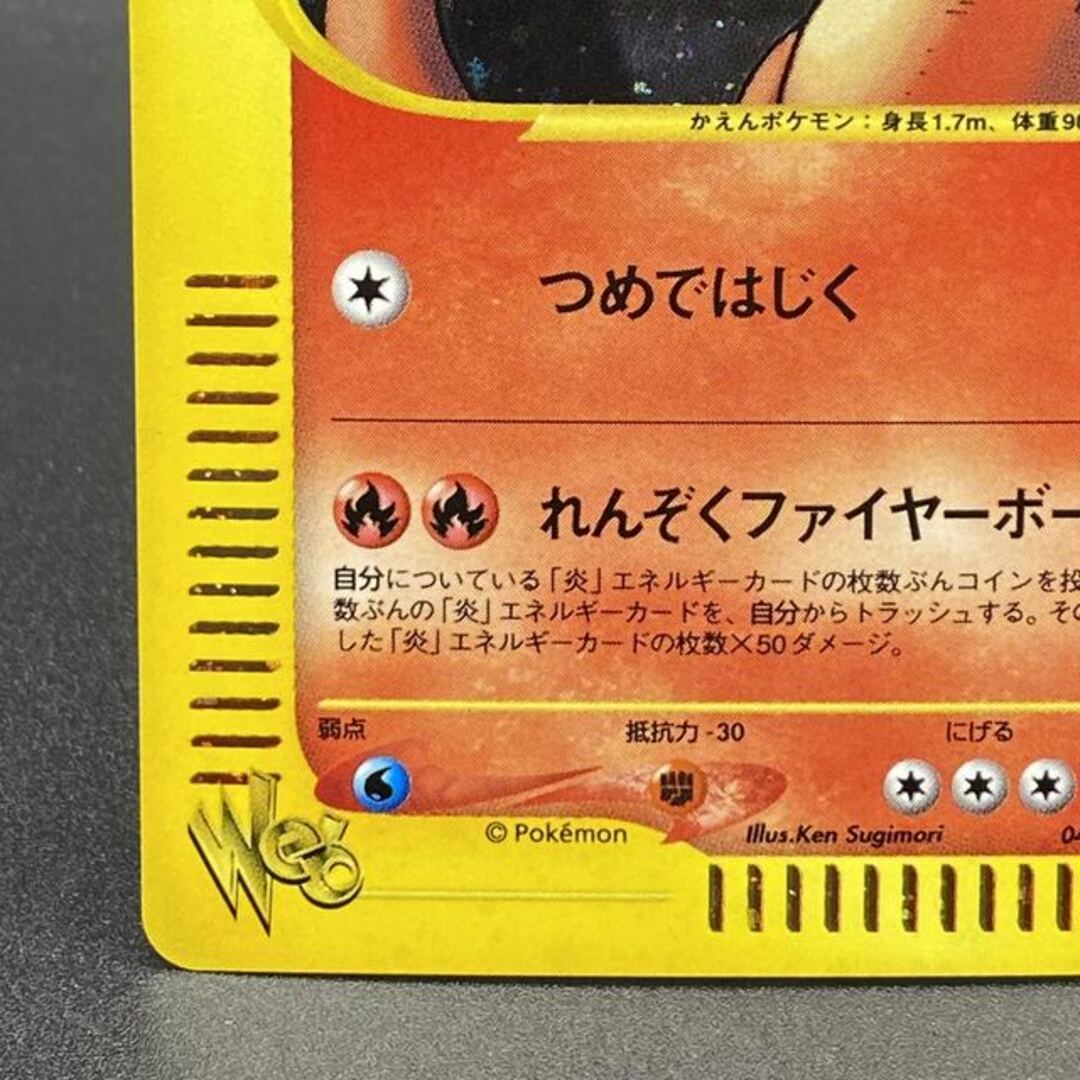 かえんポケモン：身長1.7m、体重90
つめではじく
れんぞくファイヤーボー
自分についている「炎」エネルギーカードの枚数ぶんコインを投
数ぶんの「炎」エネルギーカードを、自分からトラッシュする。その
した「炎」エネルギーカードの枚数×50ダメージ。
弱点 抵抗力-30 にげる
© Pokémon Illus.Ken Sugimori 04
Web